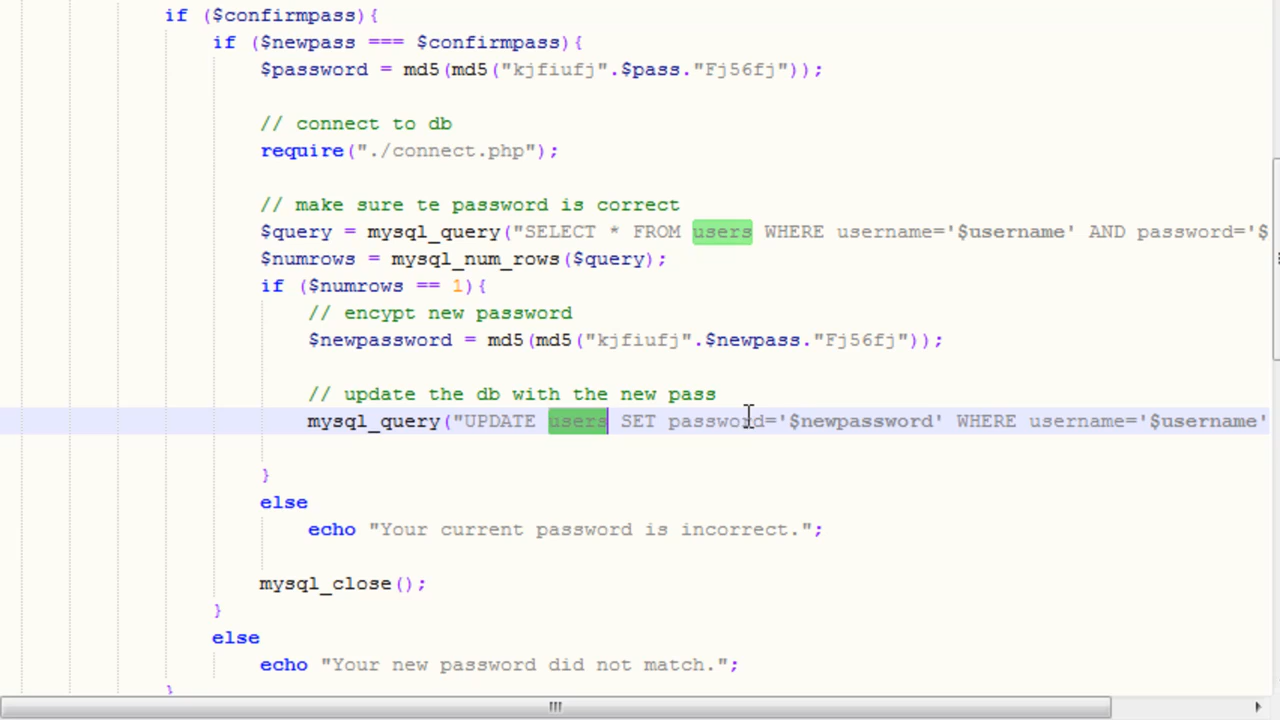 if ($confirmpass){
if ($newpass === $confirmpass){
$password = md5(md5("kjfiufj".$pass."Fj56fj"));
// connect to db
require("./connect.php");
// make sure te password is correct
$query = mysql_query("SELECT * FROM users WHERE username='$username' AND password='$
$numrows = mysql_num_rows($query);
if ($numrows == 1){
// encypt new password
$newpassword = md5(md5("kjfiufj".$newpass."Fj56fj"));
// update the db with the new pass
mysql_query("UPDATE users SET password='$newpassword' WHERE username='$username'
}
else
echo "Your current password is incorrect.";
mysql_close();
}
else
echo "Your new password did not match.";
}